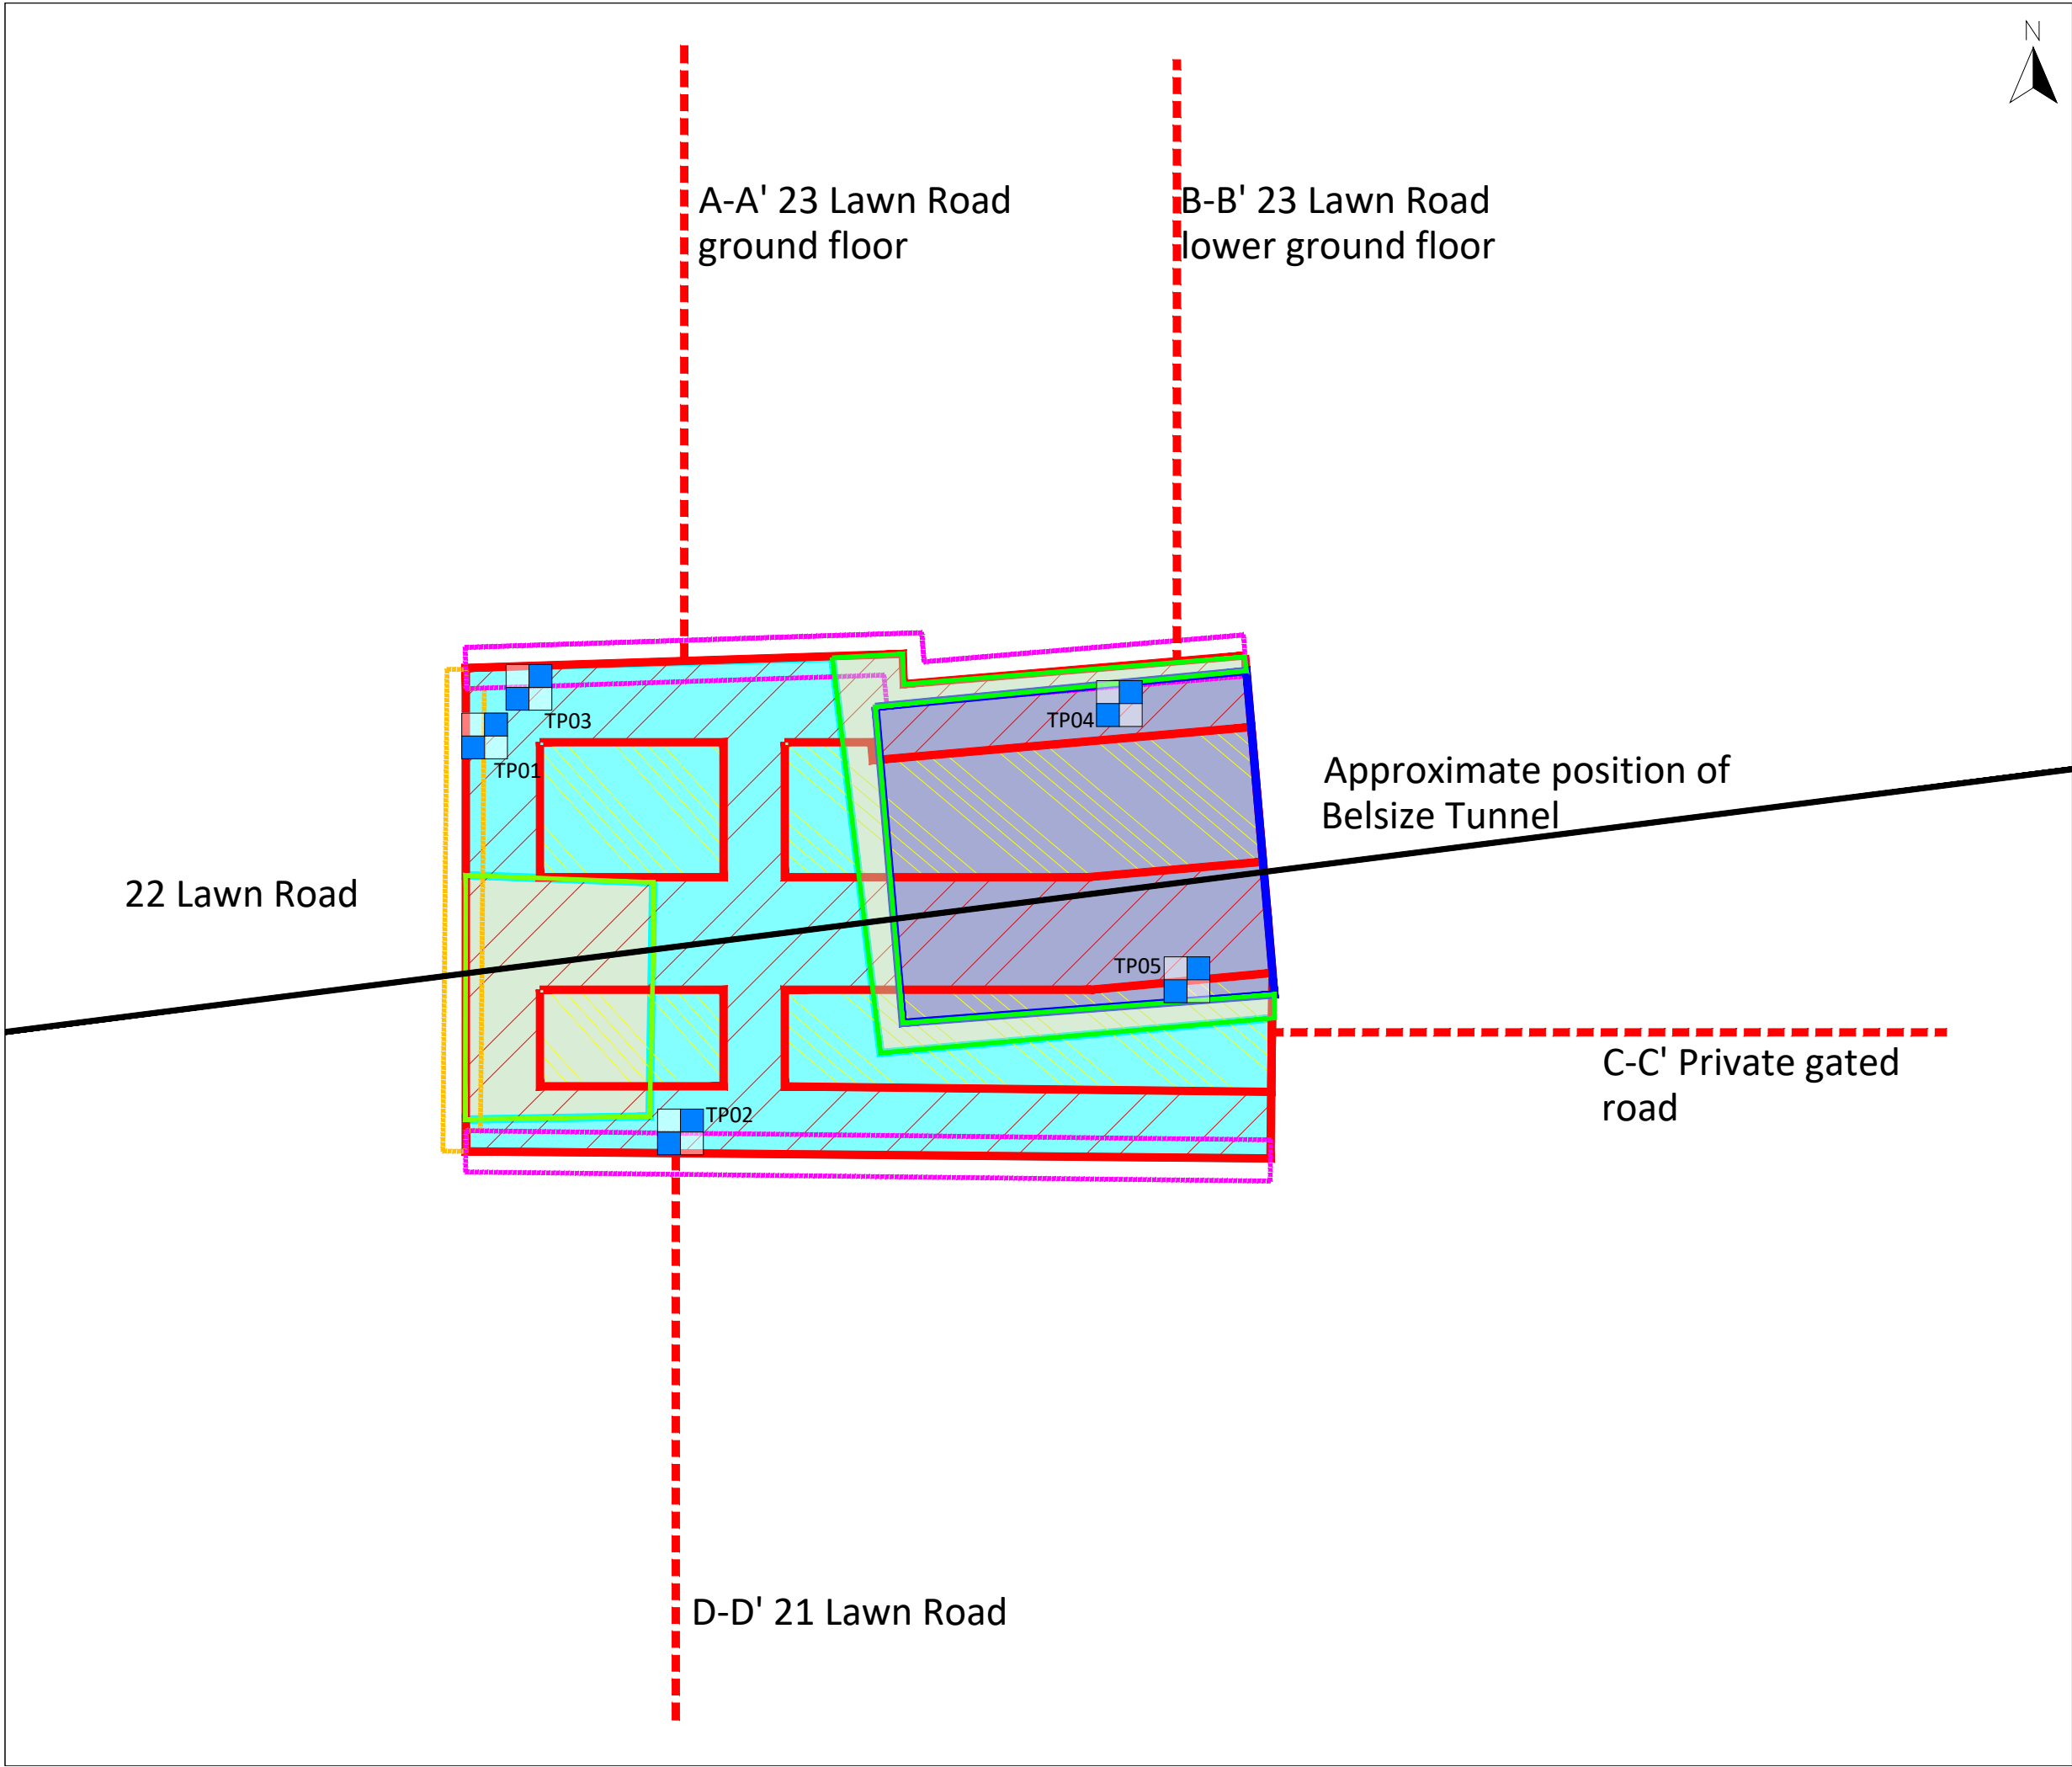 N
A-A' 23 Lawn Road
ground floor
B-B' 23 Lawn Road
lower ground floor
TP03
TP04
TP01
Approximate position of
Belsize Tunnel
22 Lawn Road
TP05
C-C' Private gated
road
TP02
D-D' 21 Lawn Road